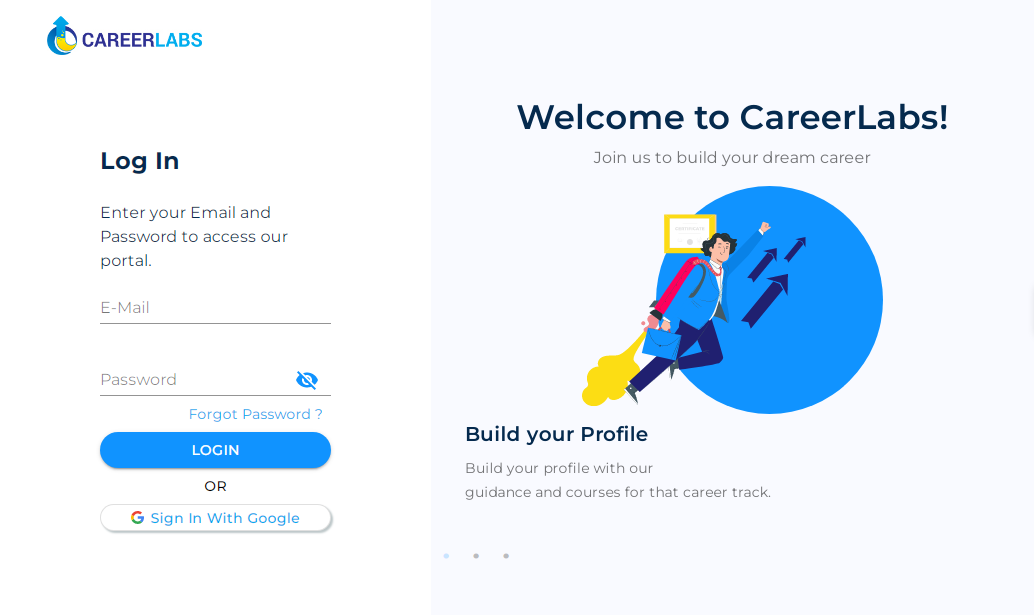 CAREERLABS
Log In
Enter your Email and
Password to access our
portal.
E-Mail
Password
Forgot Password ?
LOGIN
OR
Sign In With Google
Welcome to CareerLabs!
Join us to build your dream career
Build your Profile
Build your profile with our
guidance and courses for that career track.